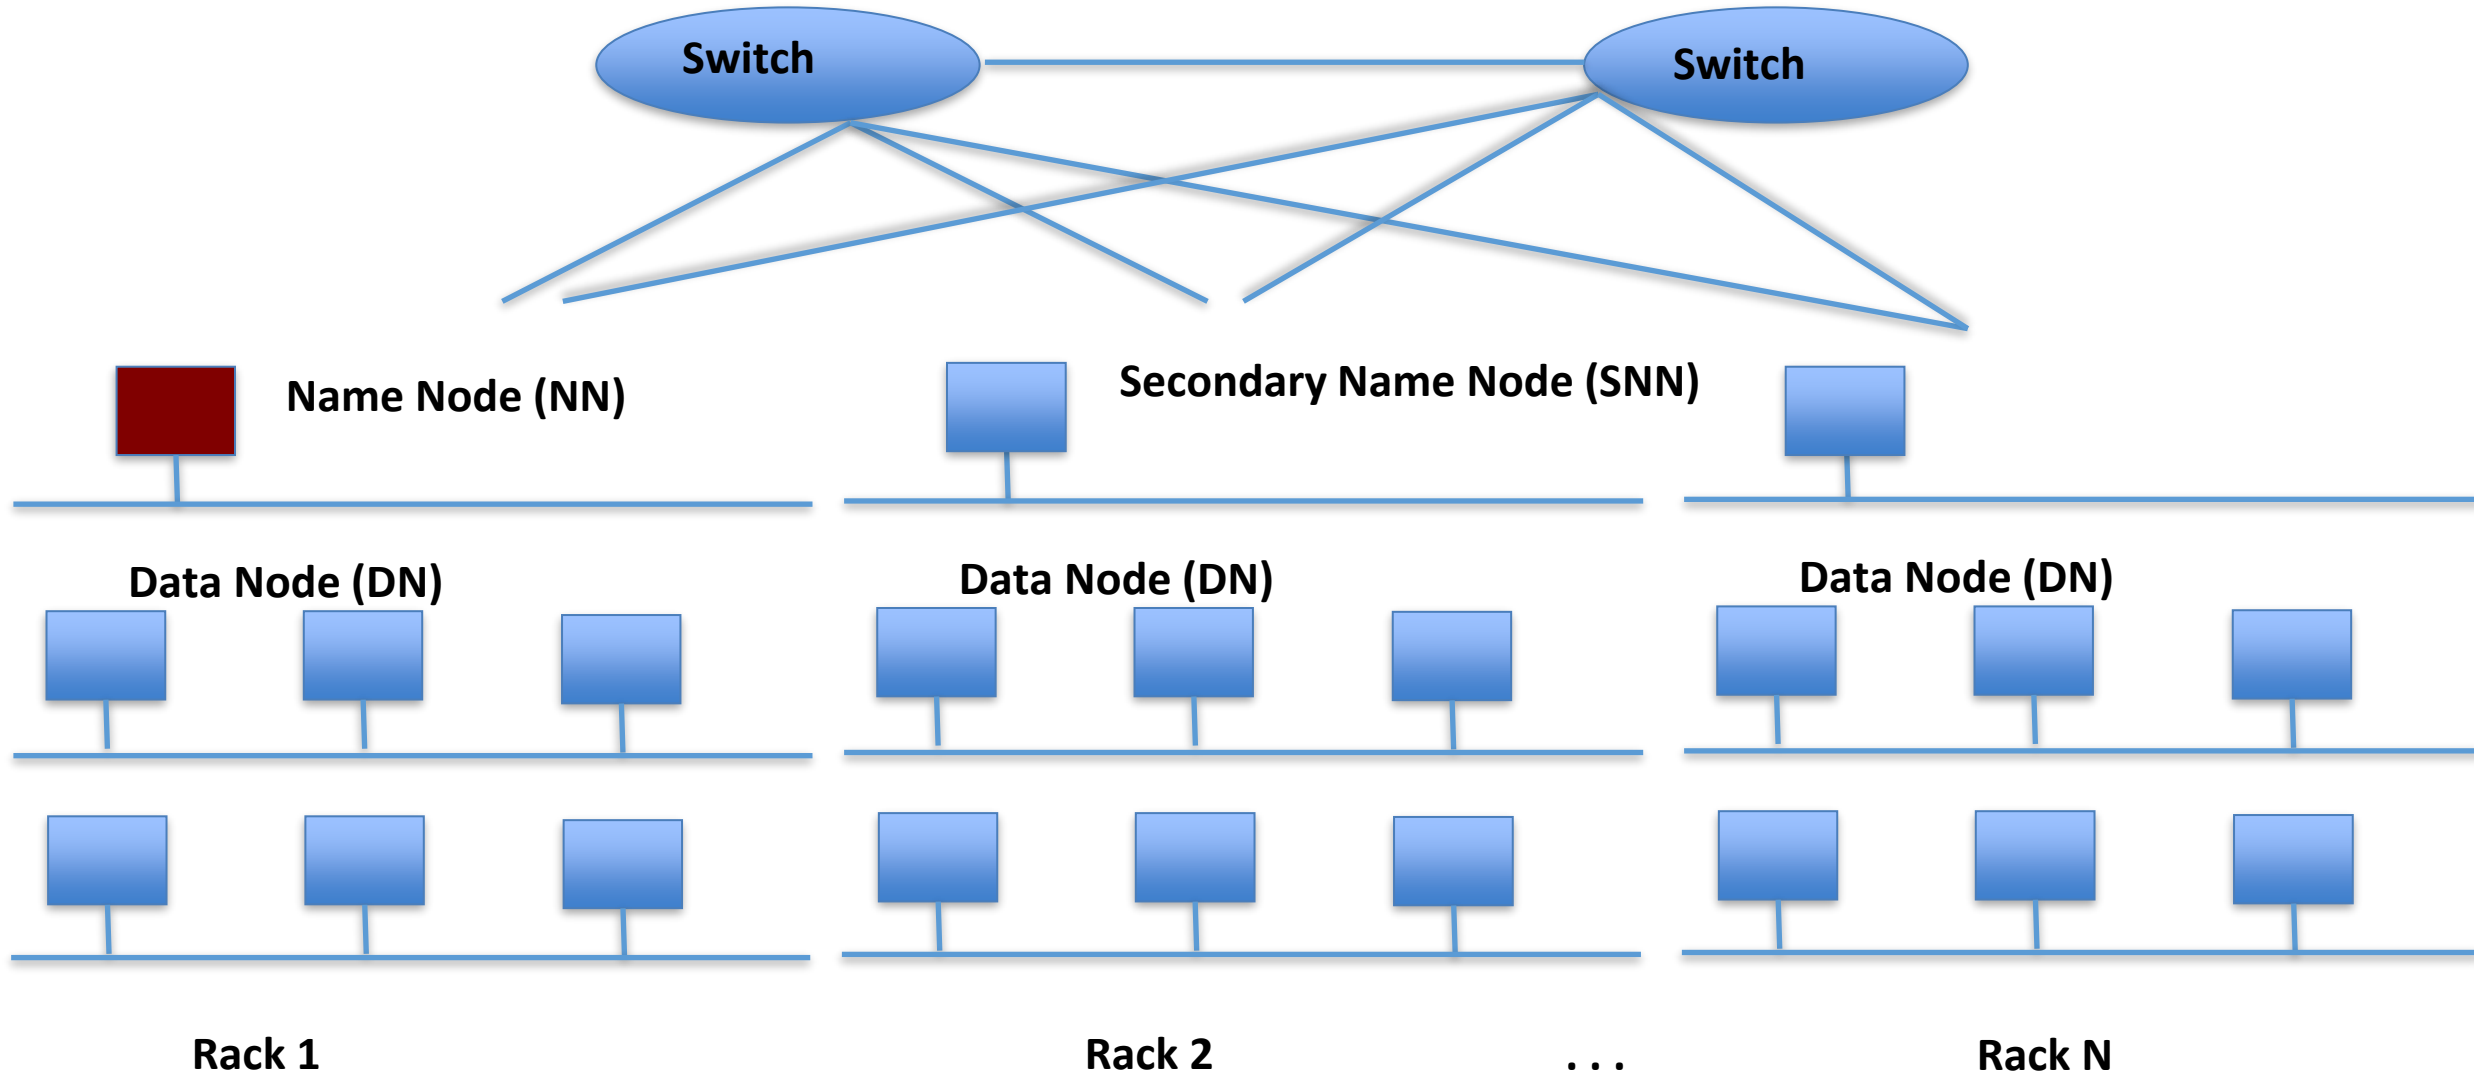 Switch
Switch
Name Node (NN)
Secondary Name Node (SNN)
Data Node (DN)
Data Node (DN)
Data Node (DN)
Rack 1
Rack 2
. . .
Rack N